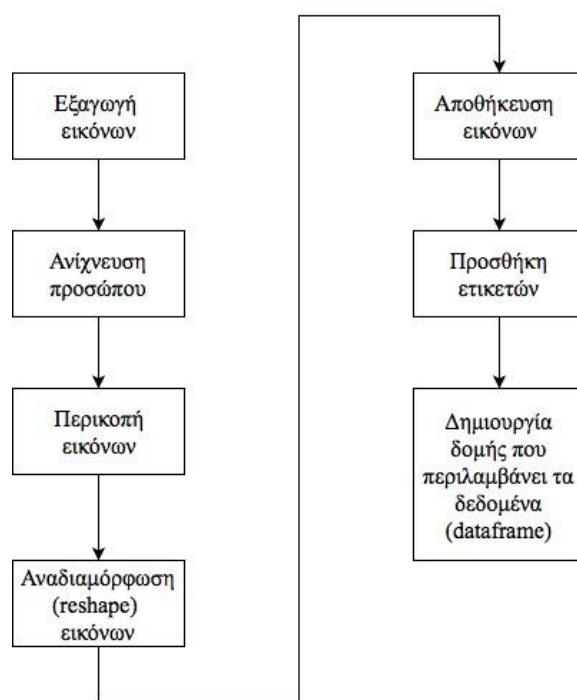 Εξαγωγή
εικόνων
Ανίχνευση
προσώπου
Περικοπή
εικόνων
Αναδιαμόρφωση
(reshape)
εικόνων
Αποθήκευση
εικόνων
Προσθήκη
ετικετών
Δημιουργία
δομής που
περιλαμβάνει τα
δεδομένα
(dataframe)